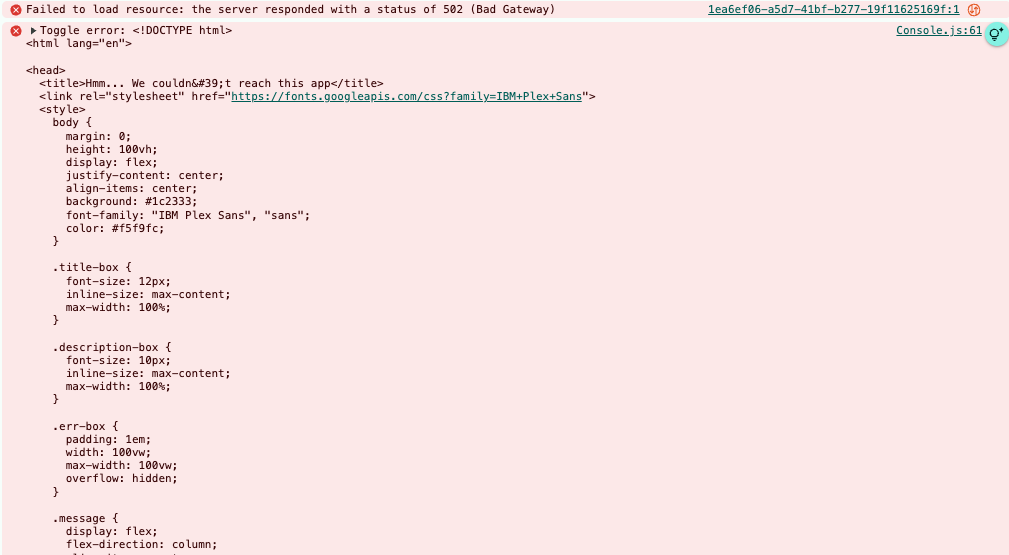 Failed to load resource: the server responded with a status of 502 (Bad Gateway) 1ea6ef06-a5d7-41bf-b277-19f11625169f:1
Toggle error: <!DOCTYPE html> Console.js:61
<html lang="en">

<head>
  <title>Hmm... We couldn&#39;t reach this app</title>
  <link rel="stylesheet" href="https://fonts.googleapis.com/css?family=IBM+Plex+Sans">
  <style>
    body {
      margin: 0;
      height: 100vh;
      display: flex;
      justify-content: center;
      align-items: center;
      background: #1c2333;
      font-family: "IBM Plex Sans", "sans";
      color: #f5f9fc;
    }

    .title-box {
      font-size: 12px;
      inline-size: max-content;
      max-width: 100%;
    }

    .description-box {
      font-size: 10px;
      inline-size: max-content;
      max-width: 100%;
    }

    .err-box {
      padding: 1em;
      width: 100vw;
      max-width: 100vw;
      overflow: hidden;
    }

    .message {
      display: flex;
      flex-direction: column;